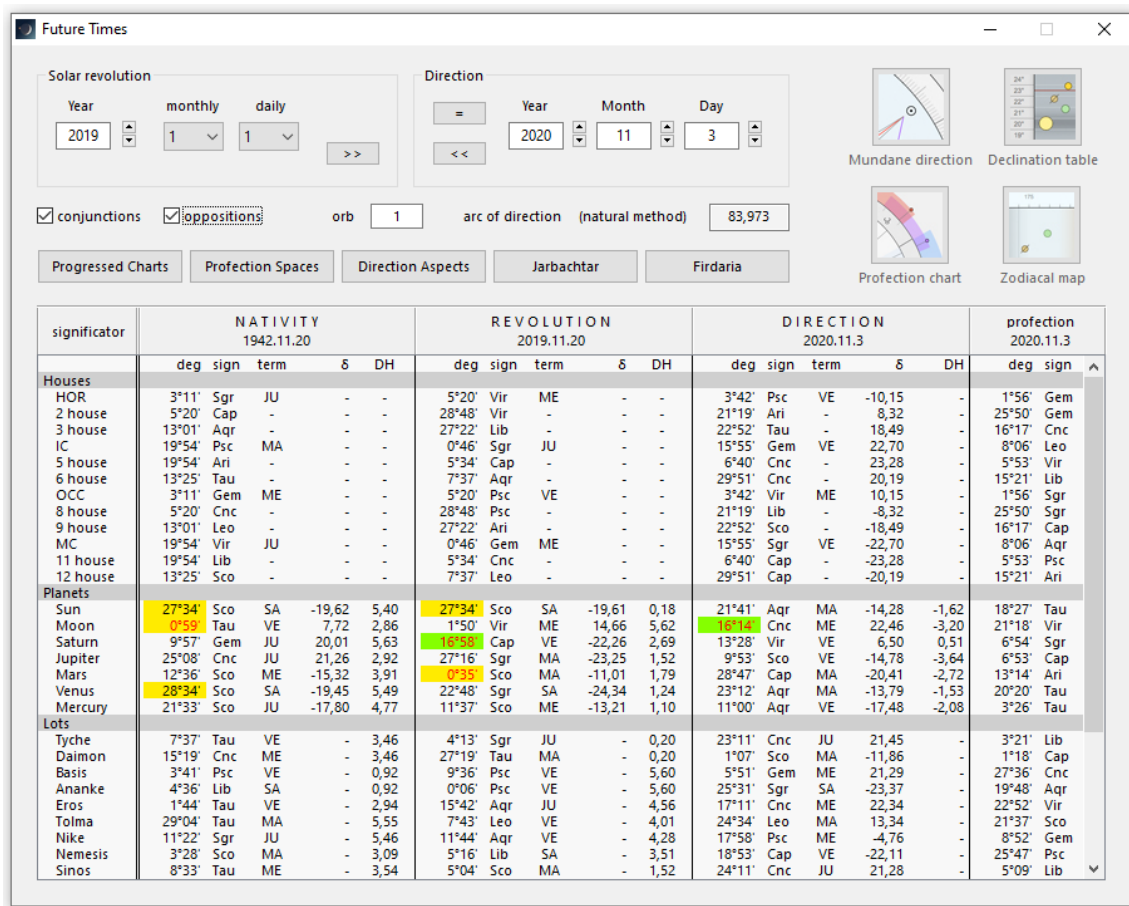 Future Times
Solar revolution
Year monthly daily
2019 1 1
>>
Direction
= Year Month Day
2020 11 3
<<
Mundane direction Declination table
conjunctions oppositions orb 1 arc of direction (natural method) 83,973
Progressed Charts Profection Spaces Direction Aspects Jarbachtar Firdaria
Profection chart Zodiacal map
significator NATIVITY REVOLUTION DIRECTION profection
1942.11.20 2019.11.20 2020.11.3 2020.11.3
deg sign term δ DH deg sign term δ DH deg sign term δ DH deg sign
Houses
HOR 3°11' Sgr JU - - 5°20' Vir ME - - 3°42' Psc VE -10,15 - 1°56' Gem
2 house 5°20' Cap - - - 28°48' Vir - - - 21°19' Ari - 8,32 - 25°50' Gem
3 house 13°01' Aqr - - - 27°22' Lib - - - 22°52' Tau - 18,49 - 16°17' Cnc
IC 19°54' Psc MA - - 0°46' Sgr JU - - 15°55' Gem VE 22,70 - 8°06' Leo
5 house 19°54' Ari - - - 5°34' Cap - - - 6°40' Cnc - 23,28 - 5°53' Vir
6 house 13°25' Tau - - - 7°37' Aqr - - - 29°51' Cnc - 20,19 - 15°21' Lib
OCC 3°11' Gem ME - - 5°20' Psc VE - - 3°42' Vir ME 10,15 - 1°56' Sgr
8 house 5°20' Cnc - - - 28°48' Psc - - - 21°19' Lib - -8,32 - 25°50' Sgr
9 house 13°01' Leo - - - 27°22' Ari - - - 22°52' Sco - -18,49 - 16°17' Cap
MC 19°54' Vir JU - - 0°46' Gem ME - - 15°55' Sgr VE -22,70 - 8°06' Aqr
11 house 19°54' Lib - - - 5°34' Cnc - - - 6°40' Cap - -23,28 - 5°53' Psc
12 house 13°25' Sco - - - 7°37' Leo - - - 29°51' Cap - -20,19 - 15°21' Ari
Planets
Sun 27°34' Sco SA -19,62 5,40 27°34' Sco SA -19,61 0,18 21°41' Aqr MA -14,28 -1,62 18°27' Tau
Moon 0°59' Tau VE 7,72 2,86 1°50' Vir ME 14,66 5,62 16°14' Cnc ME 22,46 -3,20 21°18' Vir
Saturn 9°57' Gem JU 20,01 5,63 16°58' Cap VE -22,26 2,69 13°28' Vir VE 6,50 0,51 6°54' Sgr
Jupiter 25°08' Cnc JU 21,26 2,92 27°16' Sgr MA -23,25 1,52 9°53' Sco VE -14,78 -3,64 6°53' Cap
Mars 12°36' Sco ME -15,32 3,91 0°35' Sco MA -11,01 1,79 28°47' Cap MA -20,41 -2,72 13°14' Ari
Venus 28°34' Sco SA -19,45 5,49 22°48' Sgr SA -24,34 1,24 23°12' Aqr MA -13,79 -1,53 20°20' Tau
Mercury 21°33' Sco JU -17,80 4,77 11°37' Sco ME -13,21 1,10 11°00' Aqr VE -17,48 -2,08 3°26' Tau
Lots
Tyche 7°37' Tau VE - 3,46 4°13' Sgr JU - 0,20 23°11' Cnc JU 21,45 - 3°21' Lib
Daimon 15°19' Cnc ME - 3,46 27°19' Tau MA - 0,20 1°07' Sco MA -11,86 - 1°18' Cap
Basis 3°41' Psc VE - 0,92 9°36' Psc VE - 5,60 5°51' Gem ME 21,29 - 27°36' Cnc
Ananke 4°36' Lib SA - 0,92 0°06' Psc VE - 5,60 25°31' Sgr SA -23,37 - 19°48' Aqr
Eros 1°44' Tau VE - 2,94 15°42' Aqr JU - 4,56 17°11' Cnc ME 22,34 - 22°52' Vir
Tolma 29°04' Tau MA - 5,55 7°43' Leo VE - 4,01 24°34' Leo MA 13,34 - 21°37' Sco
Nike 11°22' Sgr JU - 5,46 11°44' Aqr VE - 4,28 17°58' Psc ME -4,76 - 8°52' Gem
Nemesis 3°28' Sco MA - 3,09 5°16' Lib SA - 3,51 18°53' Cap VE -22,11 - 25°47' Psc
Sinos 8°33' Tau ME - 3,54 5°04' Sco MA - 1,52 24°11' Cnc JU 21,28 - 5°09' Lib